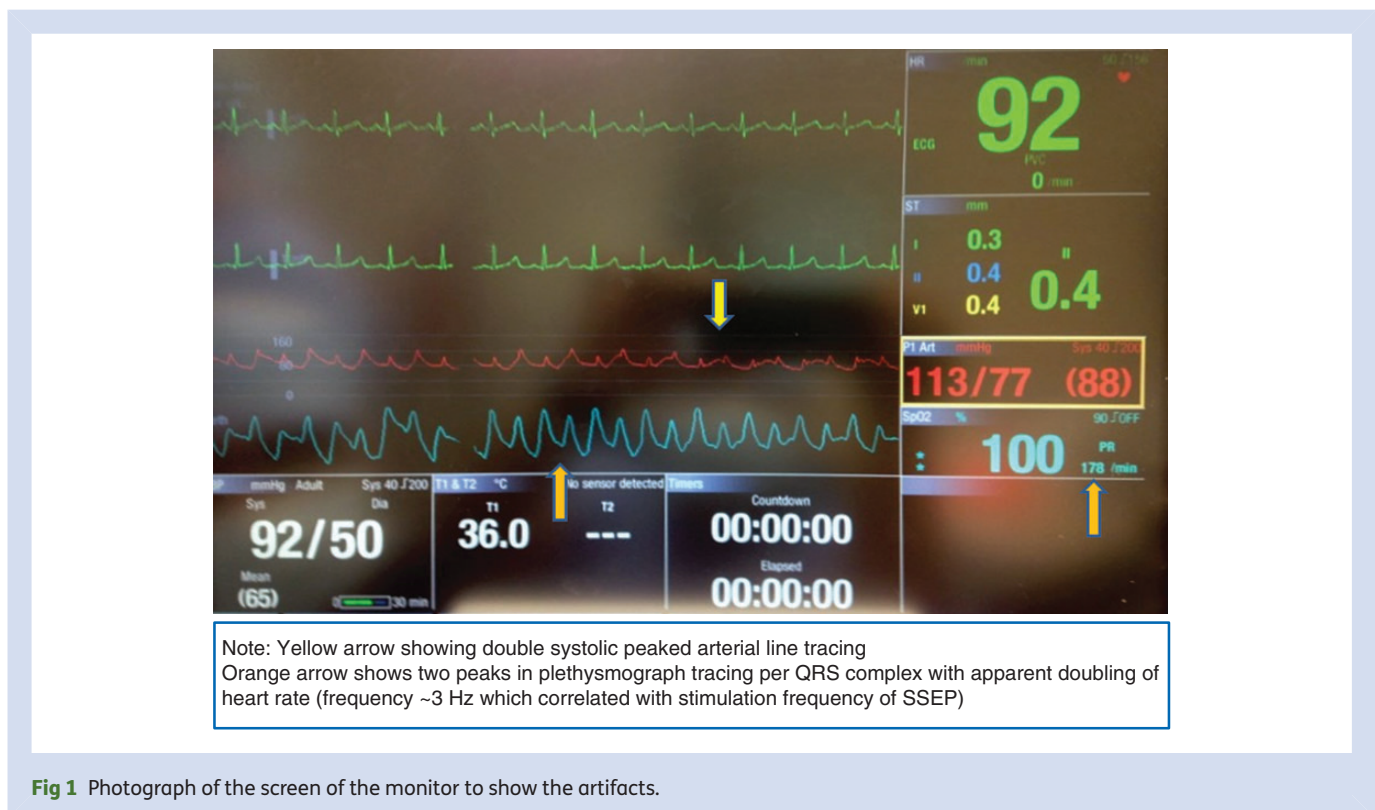 HR min 50 156
92
ECG
PVC
0 /min
ST mm
I 0.3
II 0.4
V1 0.4
II
0.4
160
80
0
P1 Art mmHg Sys 40 200
113/77 (88)
SpO2 % 90 OFF
100
PR
178 /min
mmHg Adult Sys 40 200
Sys Dia
92/50
Mean
(65)
30 min
T1 & T2 °C No sensor detected
T1 T2
36.0 ---
Timers
Countdown
00:00:00
Elapsed
00:00:00
Note: Yellow arrow showing double systolic peaked arterial line tracing
Orange arrow shows two peaks in plethysmograph tracing per QRS complex with apparent doubling of
heart rate (frequency ~3 Hz which correlated with stimulation frequency of SSEP)
Fig 1 Photograph of the screen of the monitor to show the artifacts.